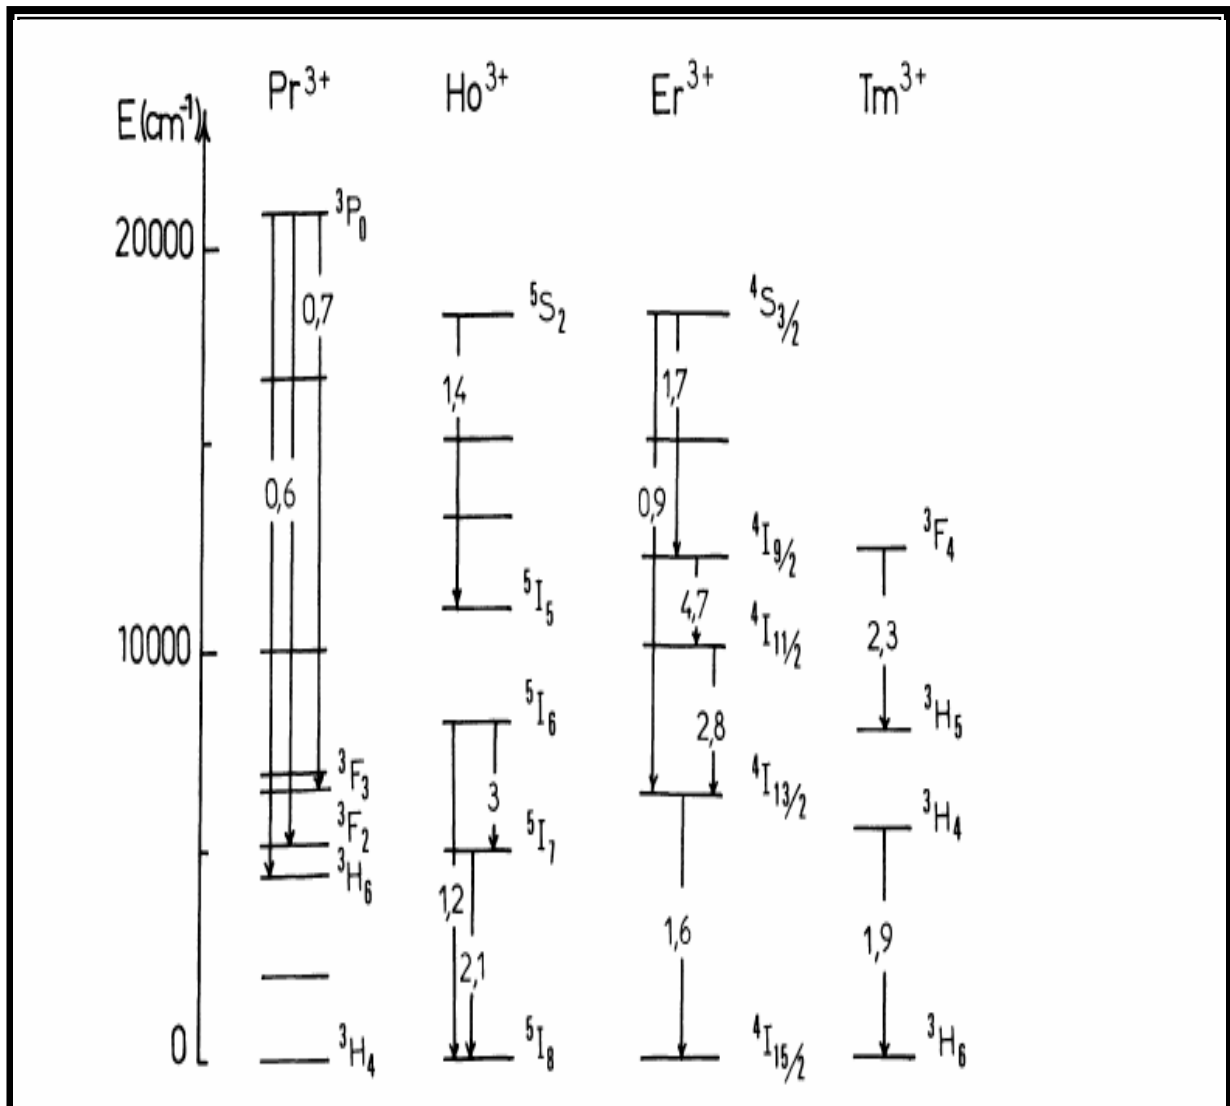 Pr³⁺ Ho³⁺ Er³⁺ Tm³⁺
E(cm⁻¹)
³P₀
20000
0,7
⁵S₂ ⁴S₃/₂
1,4 1,7
0,6 0,9
⁴I₉/₂ ³F₄
⁵I₅ 4,7
10000 ⁴I₁₁/₂ 2,3
⁵I₆ 2,8 ³H₅
³F₃ 3 ⁴I₁₃/₂
³F₂ ⁵I₇ ³H₄
³H₆
1,2 1,6 1,9
2,1
0 ³H₄ ⁵I₈ ⁴I₁₅/₂ ³H₆